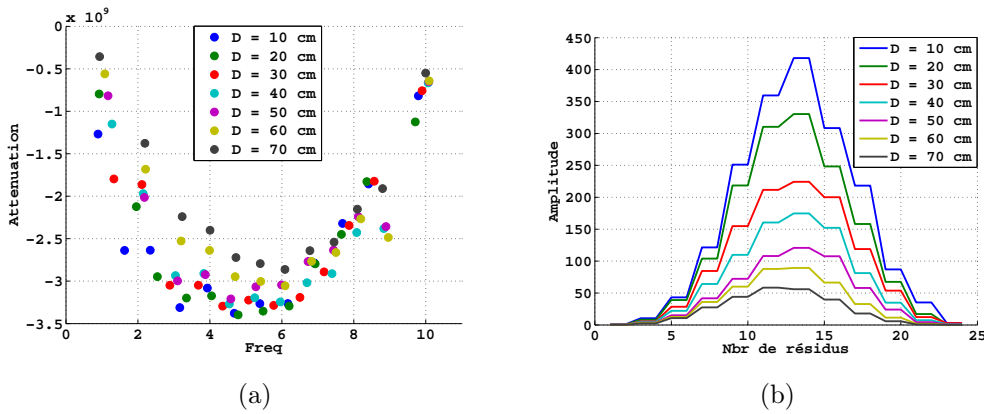 x 10^9
0
−0.5
−1
−1.5
−2
−2.5
−3
−3.5
0 2 4 6 8 10
Attenuation
Freq
D = 10 cm
D = 20 cm
D = 30 cm
D = 40 cm
D = 50 cm
D = 60 cm
D = 70 cm
(a)
450
400
350
300
250
200
150
100
50
0
0 5 10 15 20 25
Amplitude
Nbr de résidus
D = 10 cm
D = 20 cm
D = 30 cm
D = 40 cm
D = 50 cm
D = 60 cm
D = 70 cm
(b)